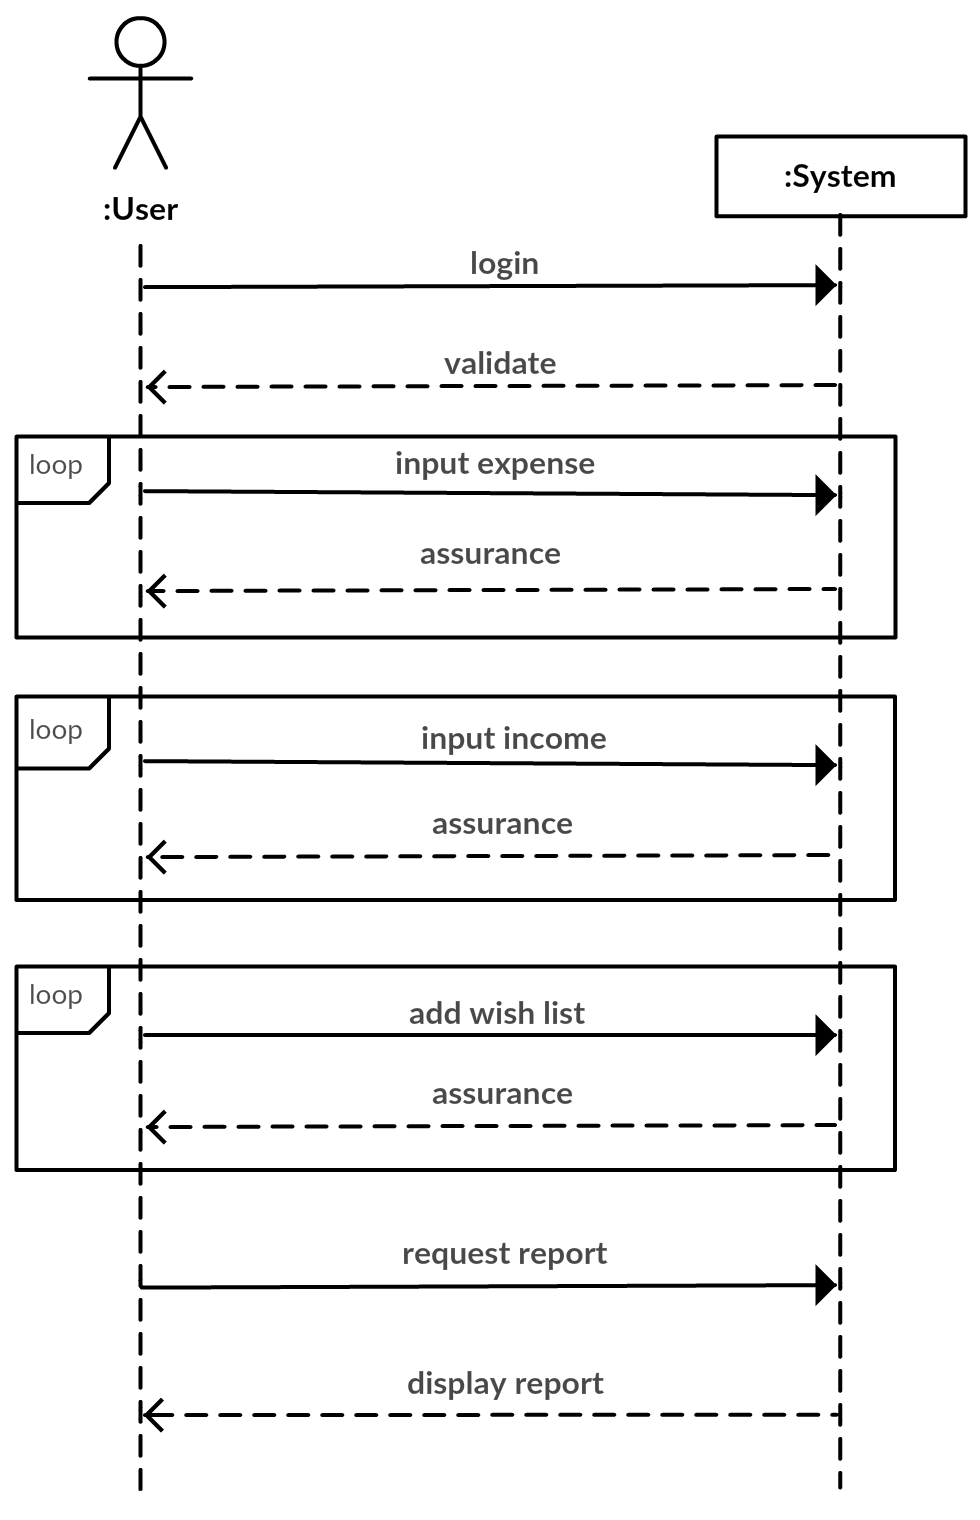 :User
:System
login
validate
loop
input expense
assurance
loop
input income
assurance
loop
add wish list
assurance
request report
display report